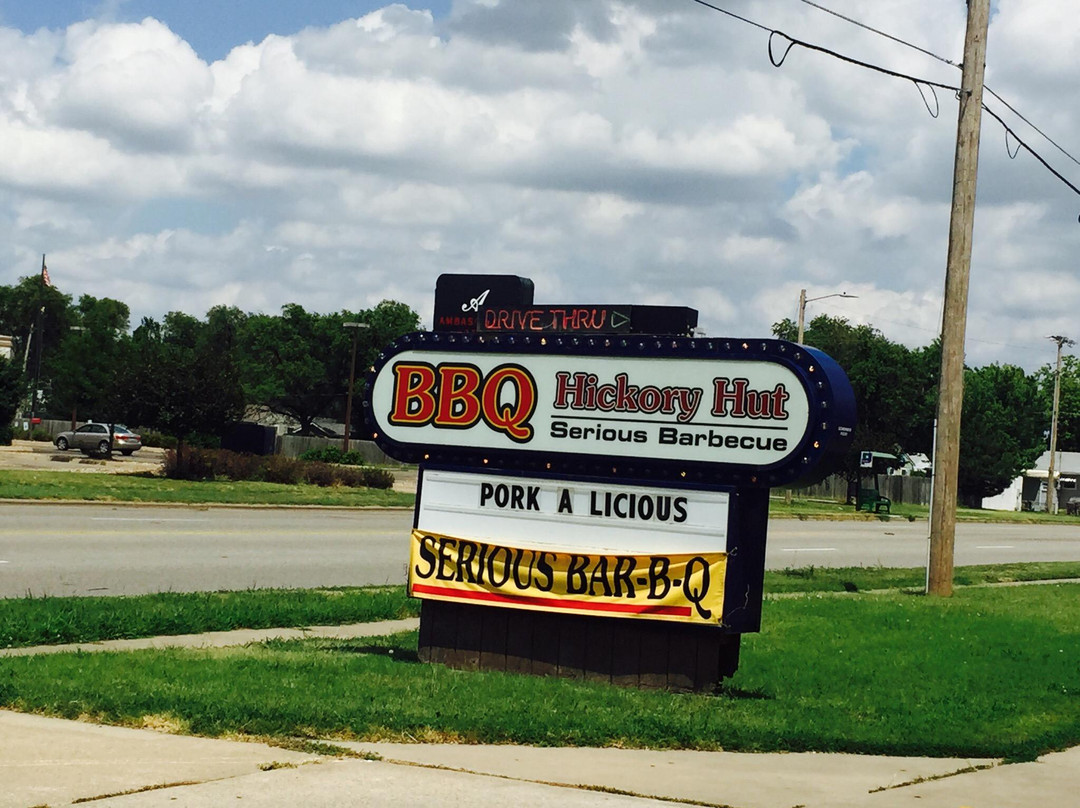 DRIVE THRU
BBQ Hickory Hut
Serious Barbecue
PORK A LICIOUS
SERIOUS BAR-B-Q